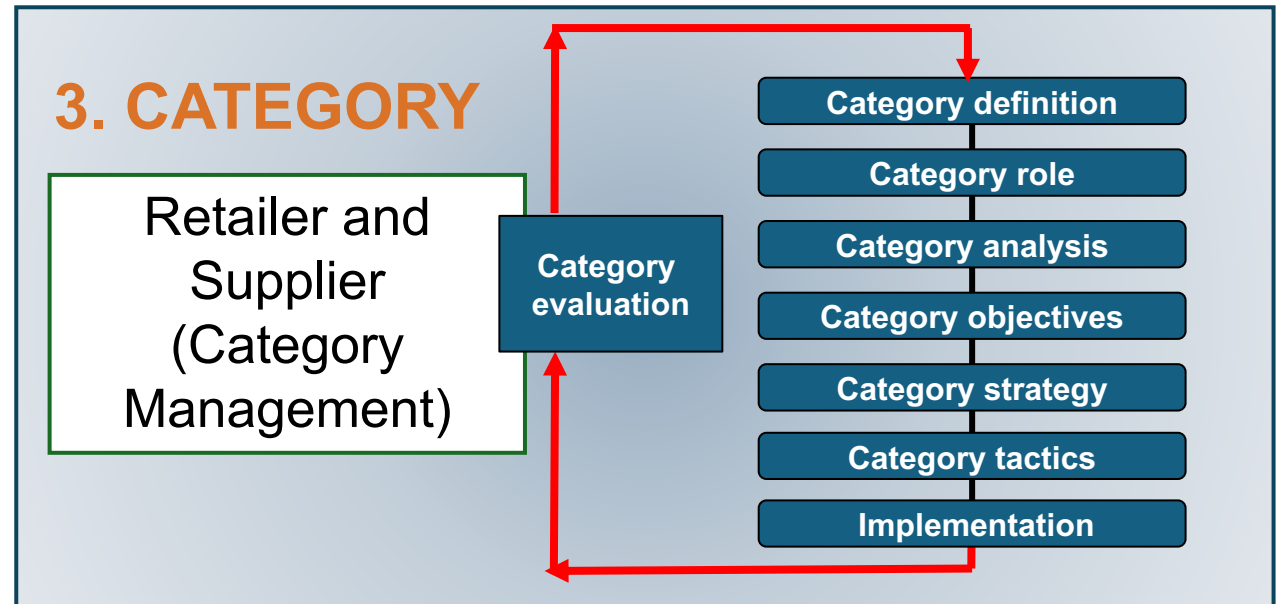 3. CATEGORY
Retailer and
Supplier
(Category
Management)
Category
evaluation
Category definition
Category role
Category analysis
Category objectives
Category strategy
Category tactics
Implementation